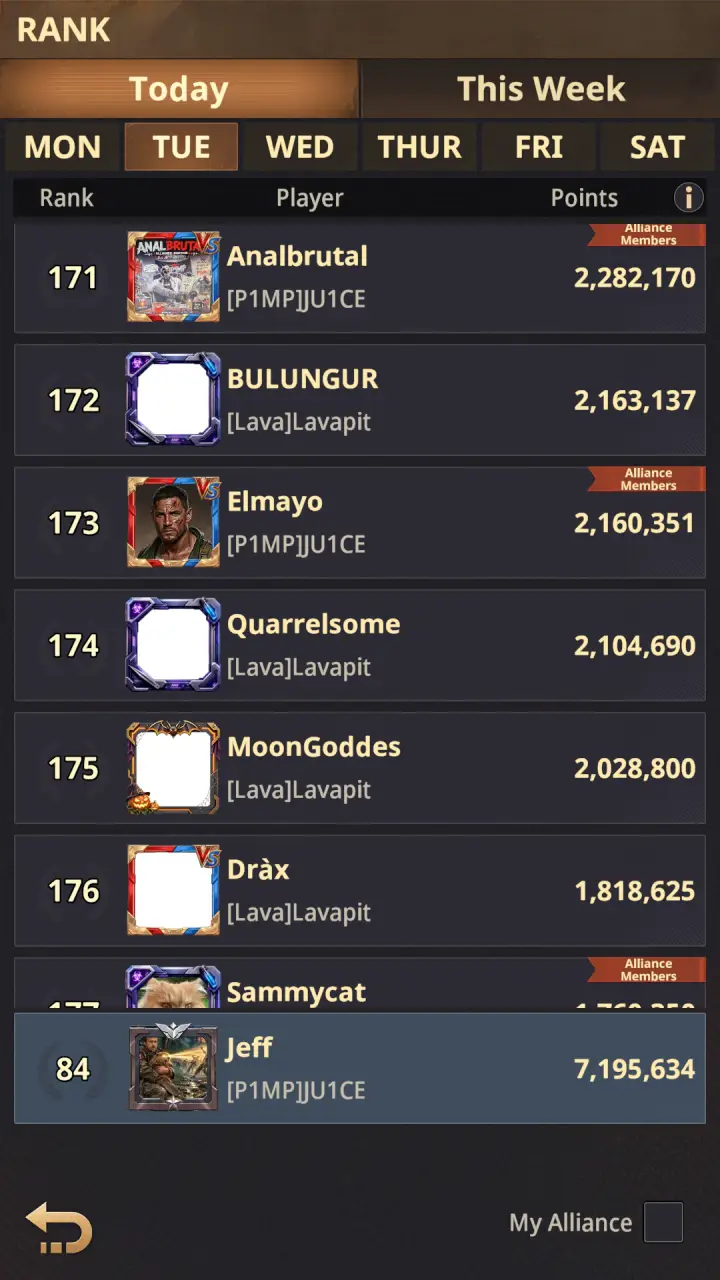 RANK
Today
This Week
MON
TUE
WED
THUR
FRI
SAT
Rank
Player
Points
Alliance
Members
171
Analbrutal
[P1MP]JU1CE
2,282,170
172
BULUNGUR
[Lava]Lavapit
2,163,137
Alliance
Members
173
Elmayo
[P1MP]JU1CE
2,160,351
174
Quarrelsome
[Lava]Lavapit
2,104,690
175
MoonGoddes
[Lava]Lavapit
2,028,800
176
Dràx
[Lava]Lavapit
1,818,625
Alliance
Members
Sammycat
84
Jeff
[P1MP]JU1CE
7,195,634
My Alliance